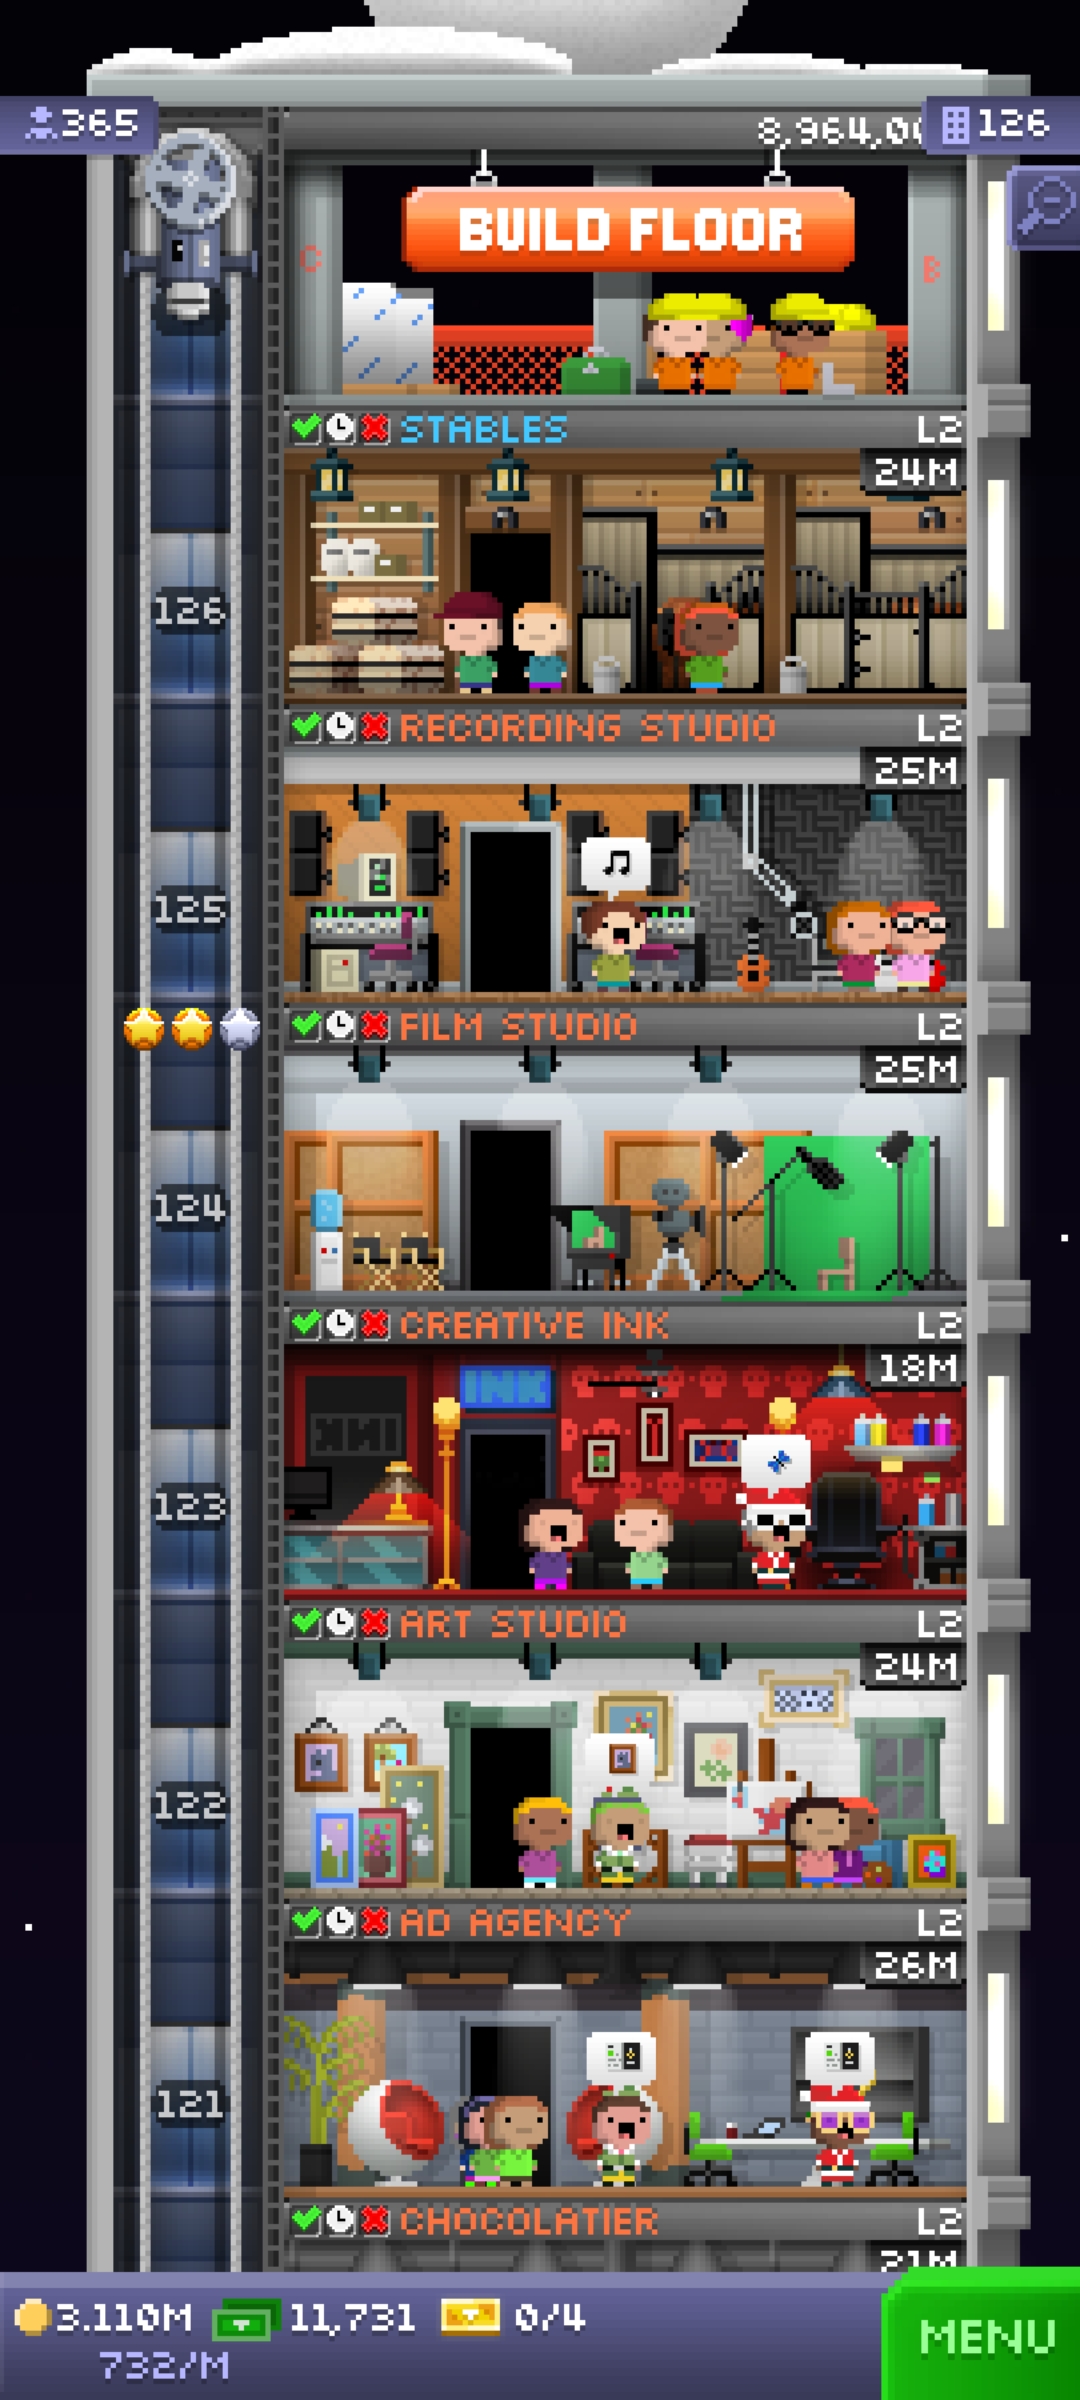 365
8,964,00
126
BUILD FLOOR
C
B
STABLES L2
24M
126
RECORDING STUDIO L2
25M
125
FILM STUDIO L2
25M
124
CREATIVE INK L2
18M
INK
123
ART STUDIO L2
24M
122
AD AGENCY L2
26M
121
CHOCOLATIER L2
21M
3.110M 11,731 0/4
732/M
MENU